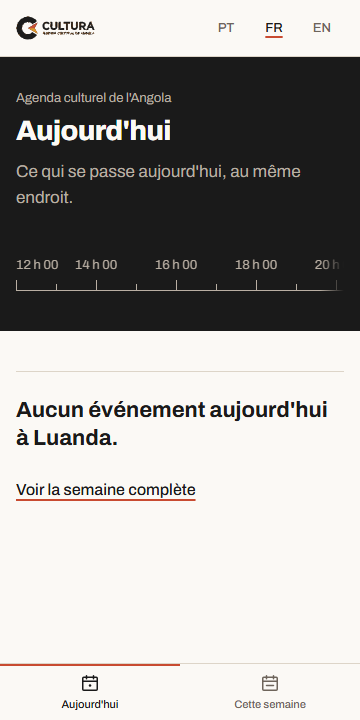 CULTURA
PT FR EN
Agenda culturel de l'Angola
Aujourd'hui
Ce qui se passe aujourd'hui, au même
endroit.
12 h 00 14 h 00 16 h 00 18 h 00 20 h
Aucun événement aujourd'hui
à Luanda.
Voir la semaine complète
Aujourd'hui Cette semaine